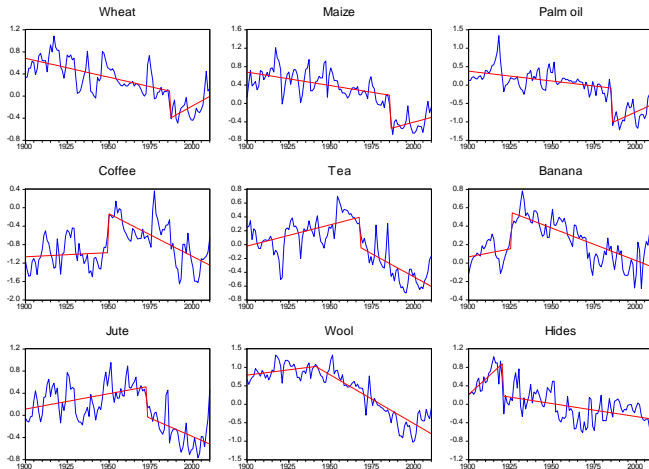 Wheat Maize Palm oil
1.2 1.6 1.5
0.8 1.2 1.0
0.4 0.8 0.5
0.0 0.4 0.0
-0.4 0.0 -0.5
-0.8 -0.4 -1.0
-0.8 -1.5
1900 1925 1950 1975 2000 1900 1925 1950 1975 2000 1900 1925 1950 1975 2000
Coffee Tea Banana
0.4 0.8 0.8
0.0 0.6 0.6
-0.4 0.4 0.4
-0.8 0.2 0.2
-1.2 0.0 0.0
-1.6 -0.2 -0.2
-2.0 -0.4 -0.4
-0.6
-0.8
1900 1925 1950 1975 2000 1900 1925 1950 1975 2000 1900 1925 1950 1975 2000
Jute Wool Hides
1.2 1.5 1.2
0.8 1.0 0.8
0.4 0.5 0.4
0.0 0.0 0.0
-0.4 -0.5 -0.4
-0.8 -1.0 -0.8
-1.5 -1.2
1900 1925 1950 1975 2000 1900 1925 1950 1975 2000 1900 1925 1950 1975 2000